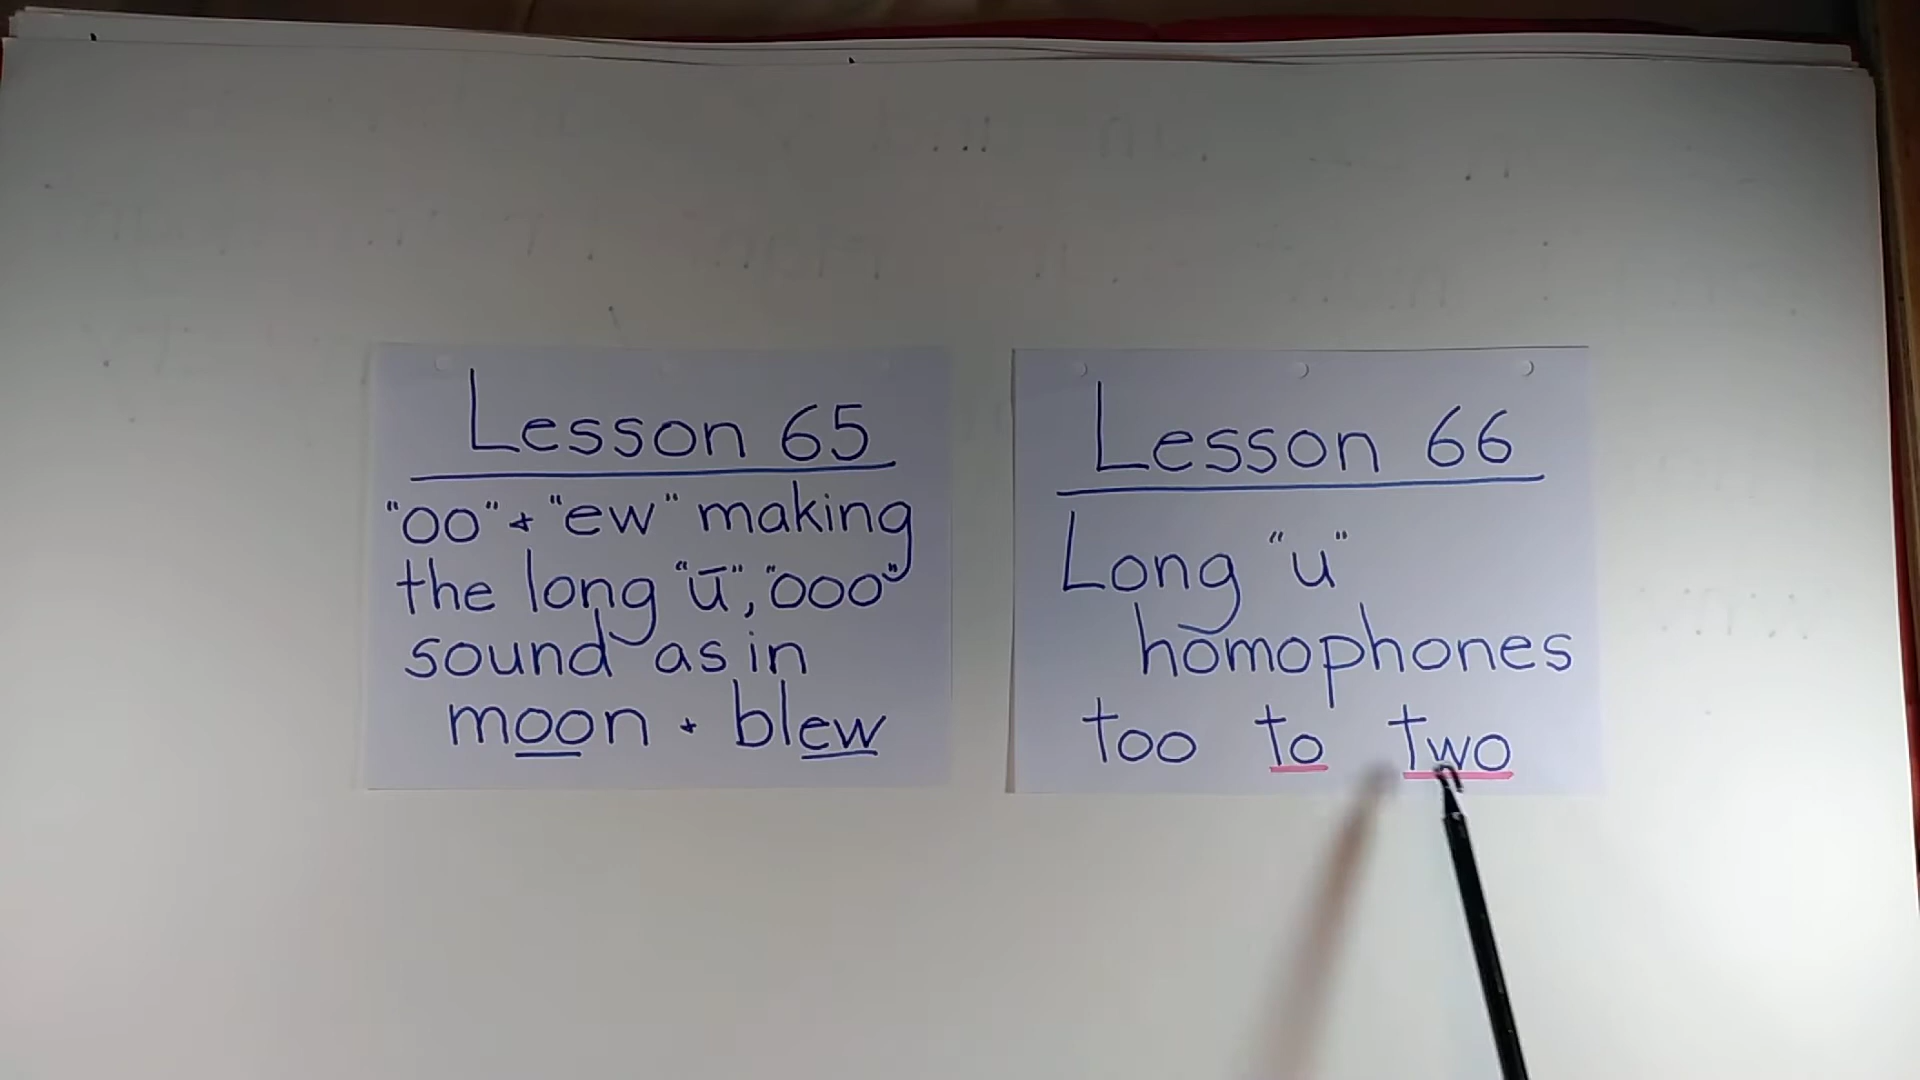 Lesson 65
"oo" + "ew" making
the long "ū", "ooo"
sound as in
moon + blew
Lesson 66
Long "u"
homophones
too to two